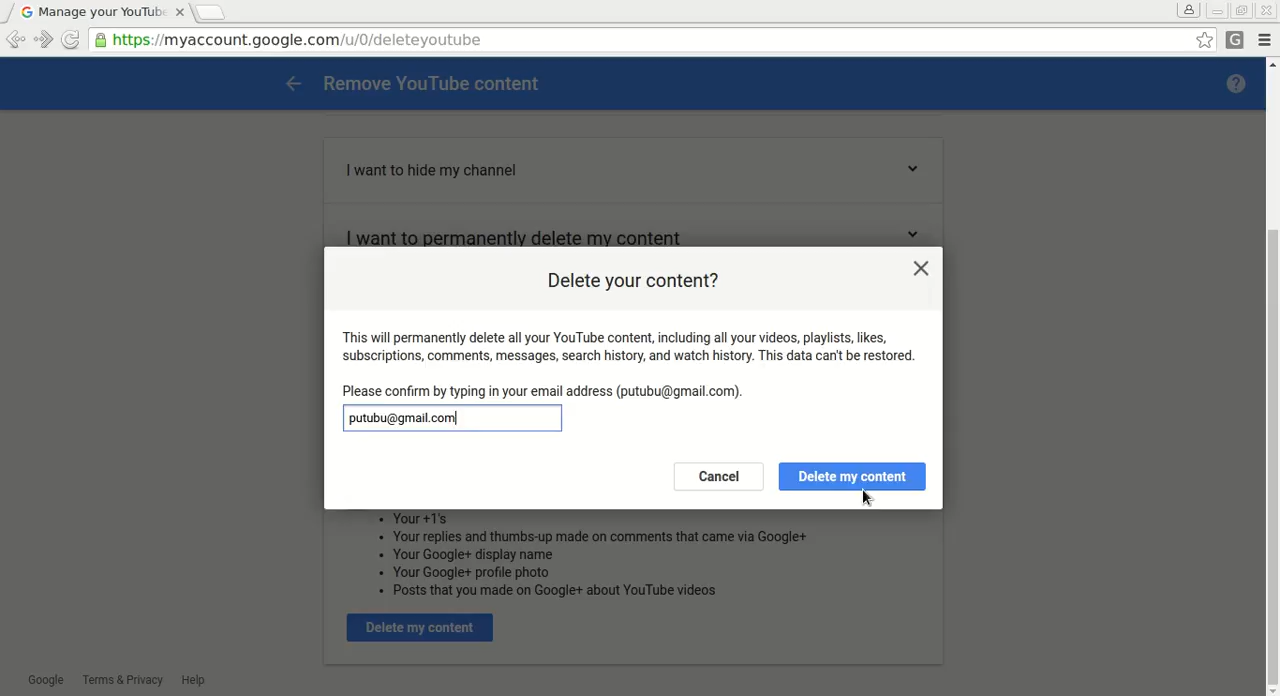 Manage your YouTube
https://myaccount.google.com/u/0/deleteyoutube
Remove YouTube content
I want to hide my channel
I want to permanently delete my content
Delete your content?
This will permanently delete all your YouTube content, including all your videos, playlists, likes,
subscriptions, comments, messages, search history, and watch history. This data can't be restored.
Please confirm by typing in your email address (putubu@gmail.com).
putubu@gmail.com
Cancel
Delete my content
• Your +1's
• Your replies and thumbs-up made on comments that came via Google+
• Your Google+ display name
• Your Google+ profile photo
• Posts that you made on Google+ about YouTube videos
Delete my content
Google Terms & Privacy Help